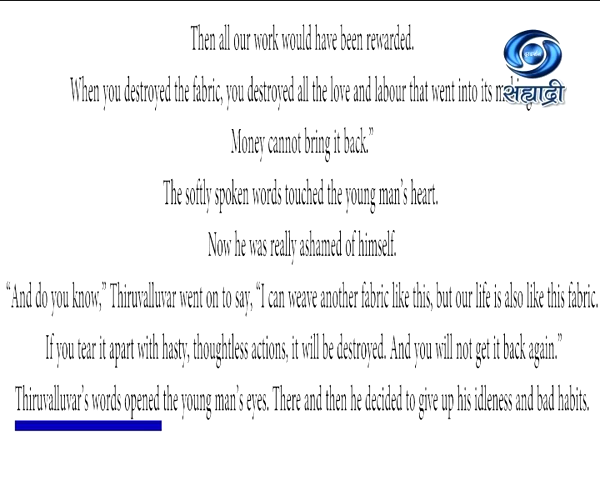 Then all our work would have been rewarded.
When you destroyed the fabric, you destroyed all the love and labour that went into its
Money cannot bring it back.”
The softly spoken words touched the young man’s heart.
Now he was really ashamed of himself.
“And do you know,” Thiruvalluvar went on to say, “I can weave another fabric like this, but our life is also like this fabric.
If you tear it apart with hasty, thoughtless actions, it will be destroyed. And you will not get it back again.”
Thiruvalluvar’s words opened the young man’s eyes. There and then he decided to give up his idleness and bad habits.
सह्याद्री